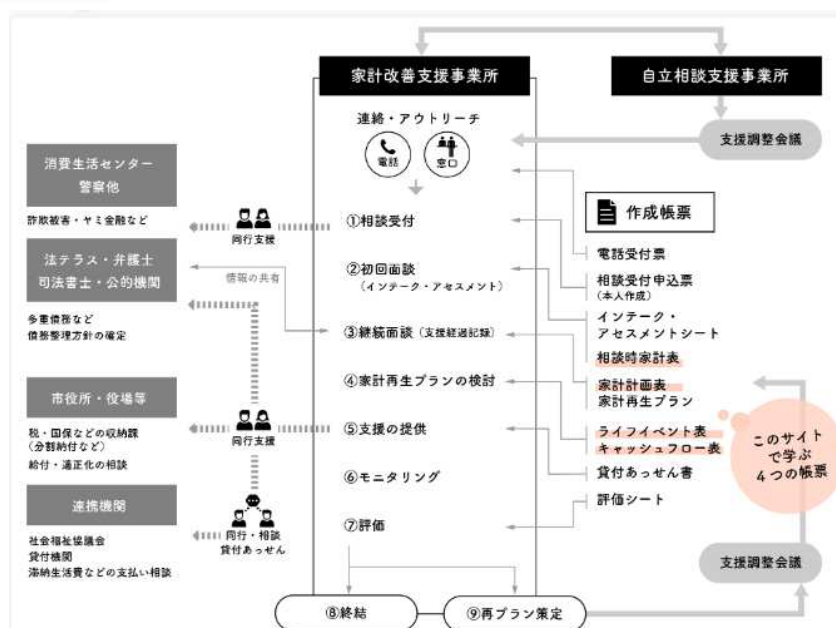 家計改善支援事業所
自立相談支援事業所
連絡・アウトリーチ
電話
窓口
支援調整会議
消費生活センター
警察他
詐欺被害・ヤミ金融など
同行支援
①相談受付
作成帳票
電話受付票
相談受付申込票
(本人作成)
法テラス・弁護士
司法書士・公的機関
情報の共有
多重債務など
債務整理方針の確定
②初回面談
(インテーク・アセスメント)
インテーク・
アセスメントシート
相談時家計表
③継続面談(支援経過記録)
家計計画表
家計再生プラン
④家計再生プランの検討
ライフイベント表
キャッシュフロー表
このサイト
で学ぶ
4つの帳票
市役所・役場等
税・国保などの収納課
(分割納付など)
給付・適正化の相談
同行支援
⑤支援の提供
貸付あっせん書
⑥モニタリング
評価シート
連携機関
社会福祉協議会
貸付機関
滞納生活費などの支払い相談
同行・相談
貸付あっせん
⑦評価
支援調整会議
⑧終結
⑨再プラン策定